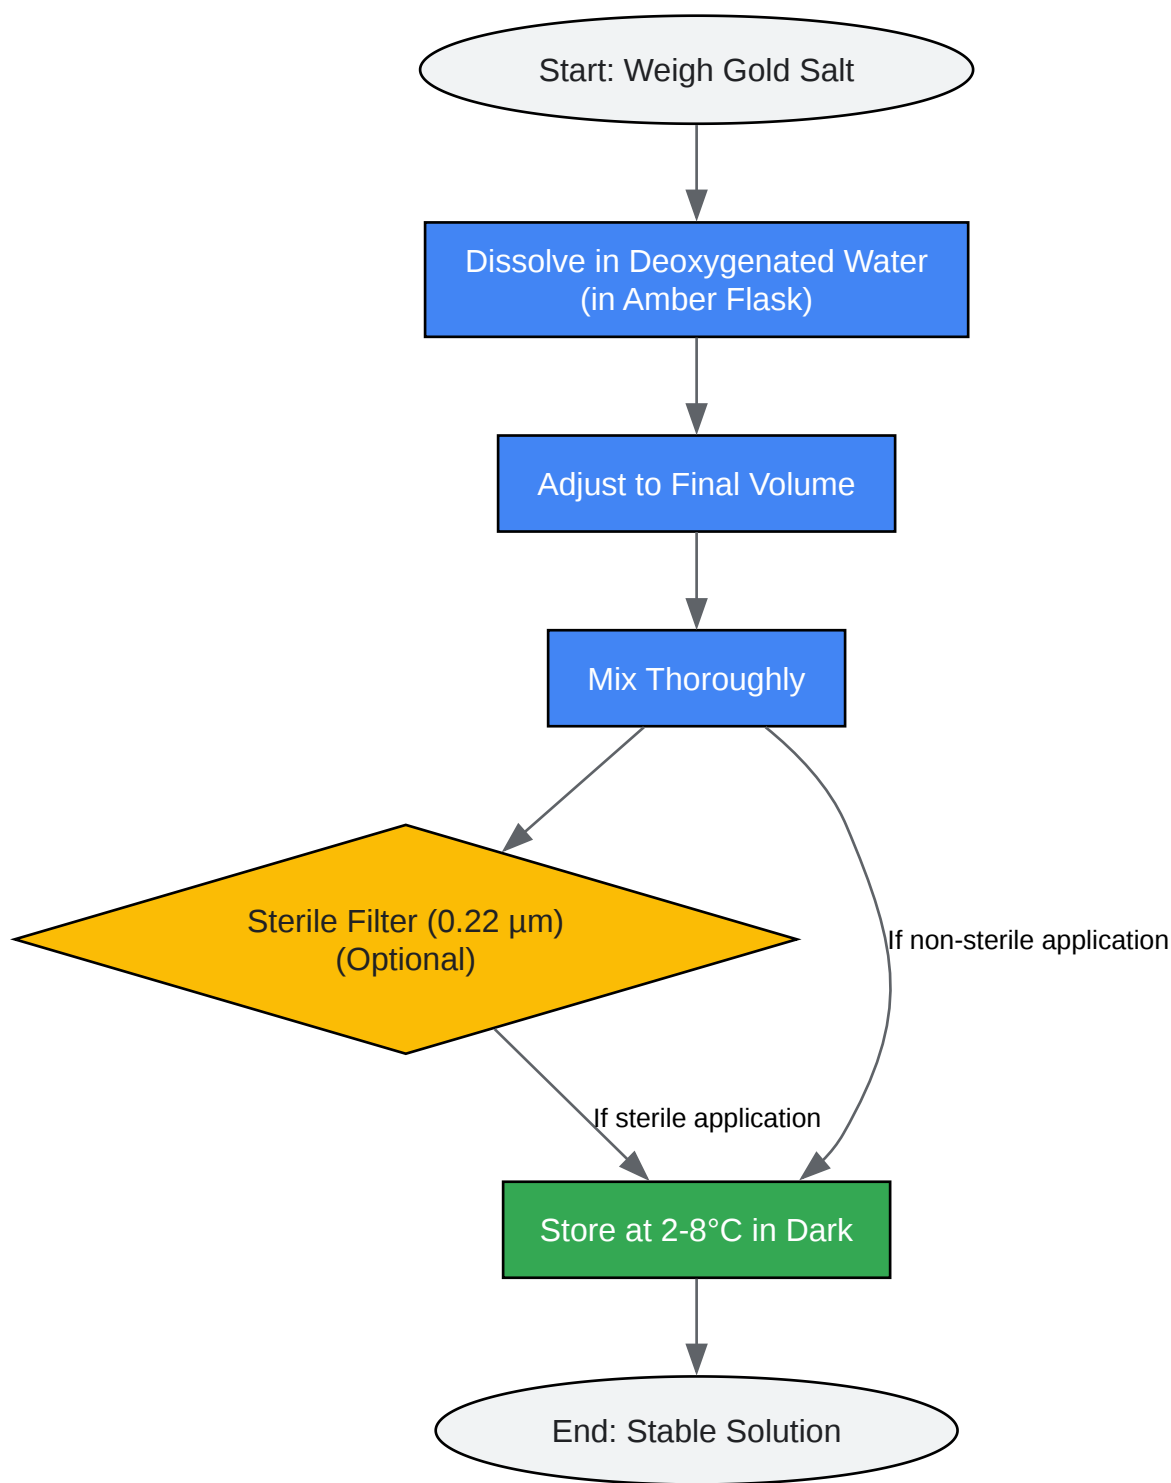 Start: Weigh Gold Salt
Dissolve in Deoxygenated Water
(in Amber Flask)
Adjust to Final Volume
Mix Thoroughly
Sterile Filter (0.22 µm)
(Optional)
If non-sterile application
If sterile application
Store at 2-8°C in Dark
End: Stable Solution